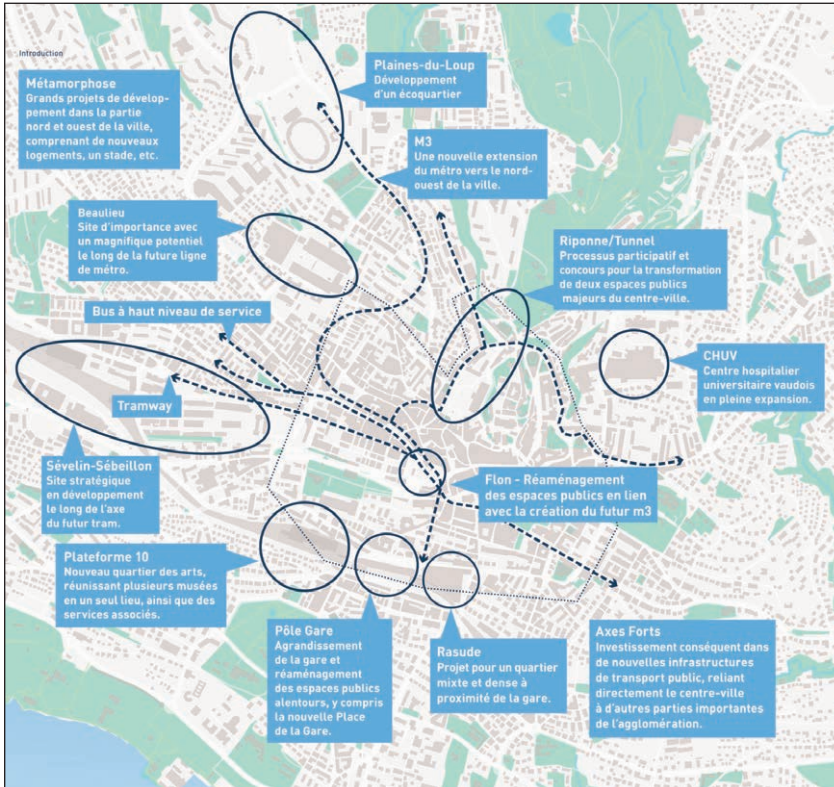 Introduction
Métamorphose
Grands projets de dévelop-
pement dans la partie
nord et ouest de la ville,
comprenant de nouveaux
logements, un stade, etc.
Plaines-du-Loup
Développement
d'un écoquartier
M3
Une nouvelle extension
du métro vers le nord-
ouest de la ville.
Beaulieu
Site d'importance avec
un magnifique potentiel
le long de la future ligne
de métro.
Riponne/Tunnel
Processus participatif et
concours pour la transformation
de deux espaces publics
majeurs du centre-ville.
Bus à haut niveau de service
CHUV
Centre hospitalier
universitaire vaudois
en pleine expansion.
Tramway
Sévelin-Sébeillon
Site stratégique
en développement
le long de l'axe
du futur tram.
Flon - Réaménagement
des espaces publics en lien
avec la création du futur m3
Plateforme 10
Nouveau quartier des arts,
réunissant plusieurs musées
en un seul lieu, ainsi que des
services associés.
Pôle Gare
Agrandissement
de la gare et
réaménagement
des espaces publics
alentours, y compris
la nouvelle Place
de la Gare.
Rasude
Projet pour un quartier
mixte et dense à
proximité de la gare.
Axes Forts
Investissement conséquent dans
de nouvelles infrastructures
de transport public, reliant
directement le centre-ville
à d'autres parties importantes
de l'agglomération.